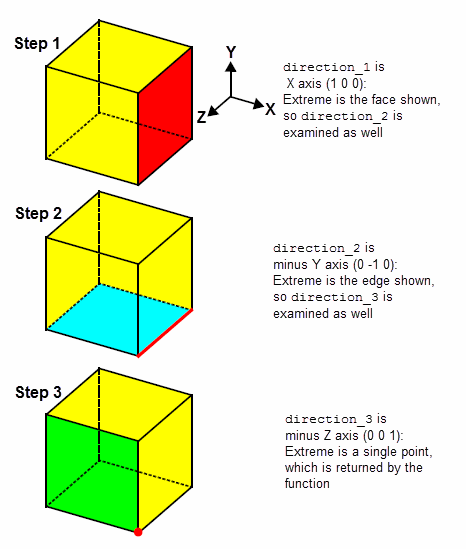 Step 1
Y
X
Z
direction_1 is
X axis (1 0 0):
Extreme is the face shown,
so direction_2 is
examined as well
Step 2
direction_2 is
minus Y axis (0 -1 0):
Extreme is the edge shown,
so direction_3 is
examined as well
Step 3
direction_3 is
minus Z axis (0 0 1):
Extreme is a single point,
which is returned by the
function